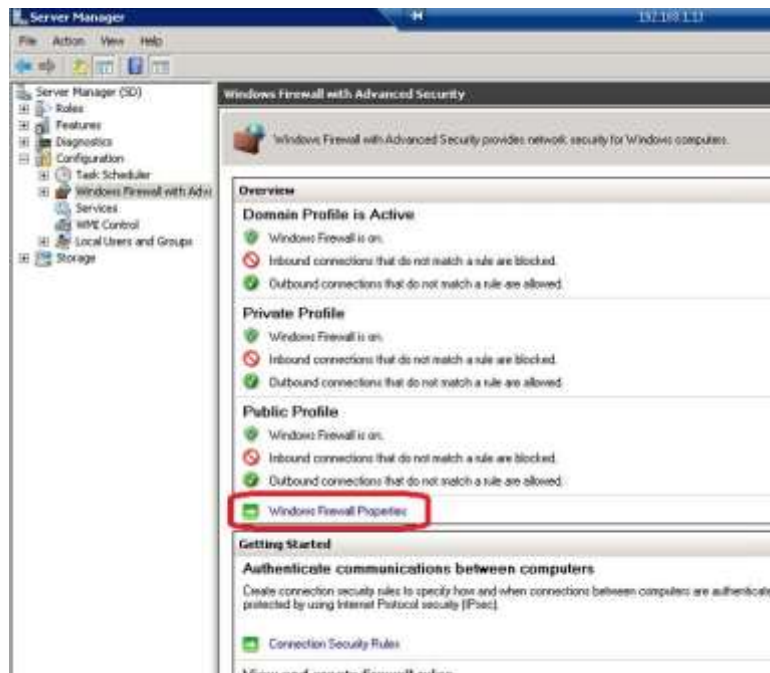 Server Manager
192.168.1.13
File Action View Help
Server Manager (SD)
Roles
Features
Diagnostics
Configuration
Task Scheduler
Windows Firewall with Adva
Services
WMI Control
Local Users and Groups
Storage
Windows Firewall with Advanced Security
Windows Firewall with Advanced Security provides network security for Windows computers.
Overview
Domain Profile is Active
Windows Firewall is on.
Inbound connections that do not match a rule are blocked.
Outbound connections that do not match a rule are allowed.
Private Profile
Windows Firewall is on.
Inbound connections that do not match a rule are blocked.
Outbound connections that do not match a rule are allowed.
Public Profile
Windows Firewall is on.
Inbound connections that do not match a rule are blocked.
Outbound connections that do not match a rule are allowed.
Windows Firewall Properties
Getting Started
Authenticate communications between computers
Create connection security rules to specify how and when connections between computers are authenticate
protected by using Internet Protocol security (IPsec).
Connection Security Rules